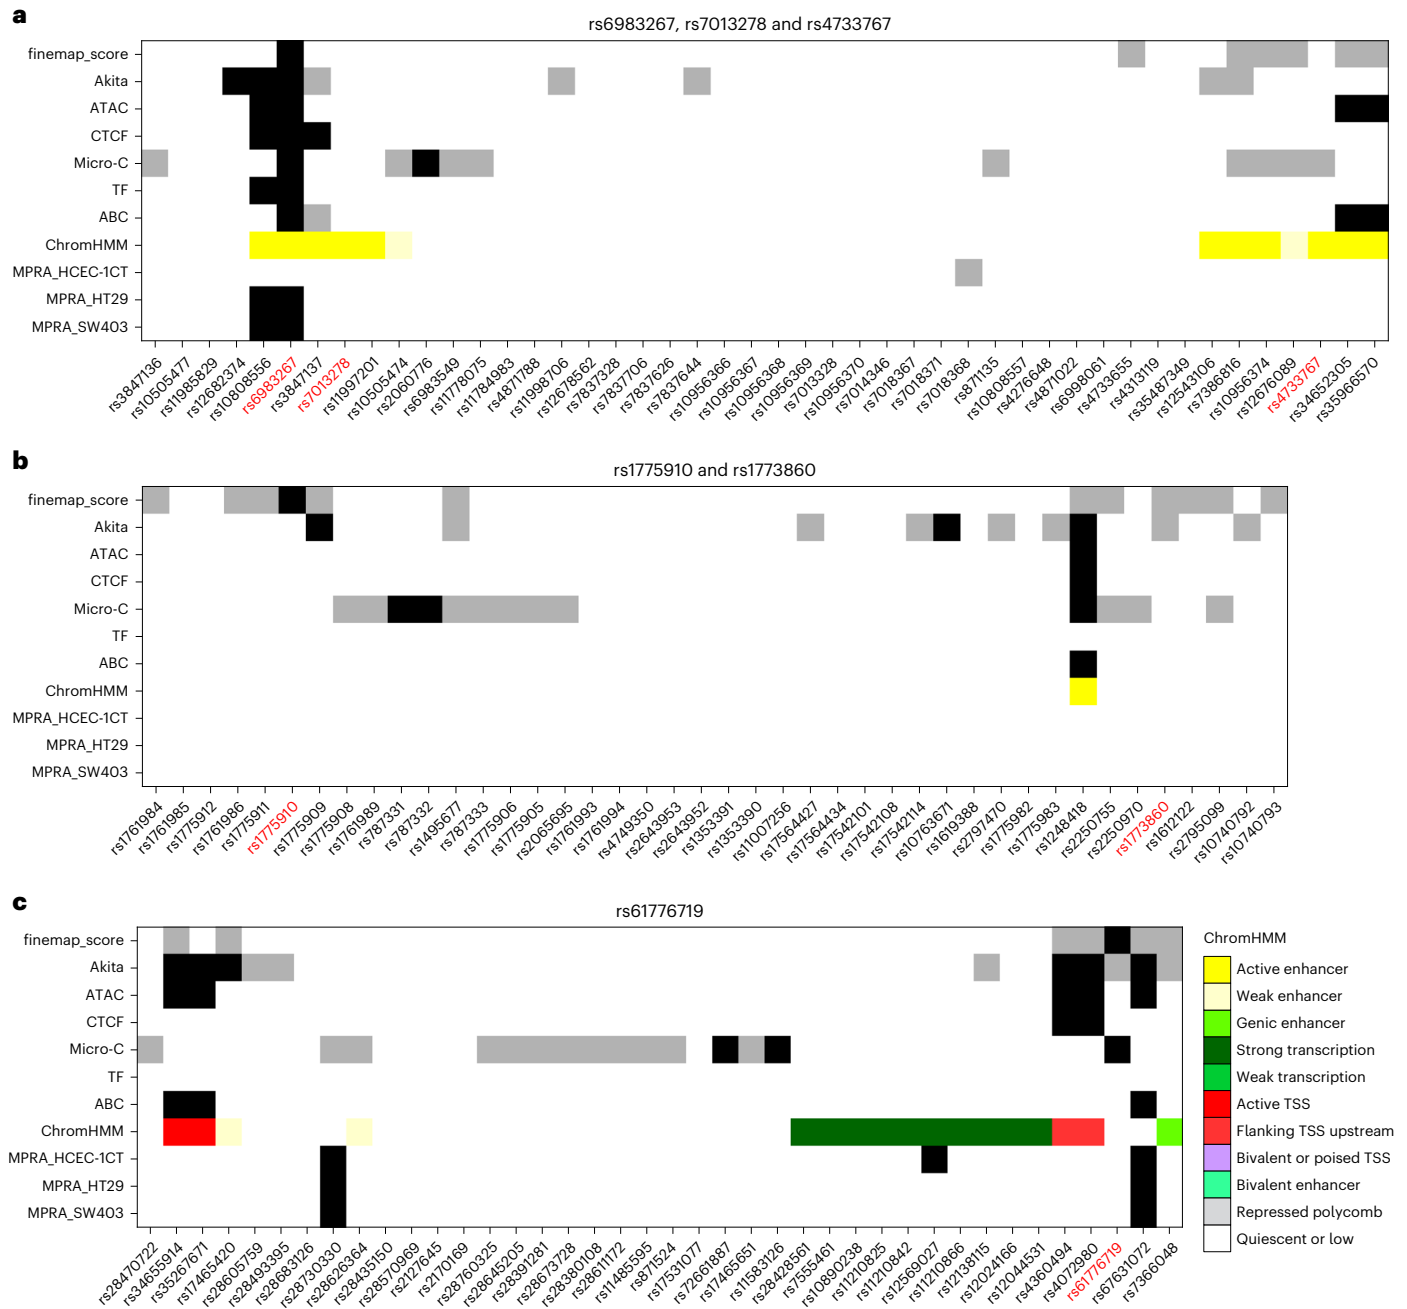 a
rs6983267, rs7013278 and rs4733767
finemap_score
Akita
ATAC
CTCF
Micro-C
TF
ABC
ChromHMM
MPRA_HCEC-1CT
MPRA_HT29
MPRA_SW403
rs3847136
rs10505477
rs11985829
rs12682374
rs10808556
rs6983267
rs3847137
rs7013278
rs11997201
rs10505474
rs2060776
rs6983549
rs11778075
rs11784983
rs4871788
rs11998706
rs12678562
rs7837328
rs7837706
rs7837626
rs7837644
rs10956366
rs10956367
rs10956368
rs10956369
rs7013328
rs10956370
rs7014346
rs7018367
rs7018371
rs7018368
rs871135
rs10808557
rs4276648
rs4871022
rs6998061
rs4733655
rs4313119
rs35487349
rs12543106
rs7386816
rs10956374
rs12676089
rs4733767
rs34652305
rs35966570
b
rs1775910 and rs1773860
finemap_score
Akita
ATAC
CTCF
Micro-C
TF
ABC
ChromHMM
MPRA_HCEC-1CT
MPRA_HT29
MPRA_SW403
rs1761984
rs1761985
rs1775912
rs1761986
rs1775911
rs1775910
rs1775909
rs1775908
rs1761989
rs787331
rs787332
rs1495677
rs787333
rs1775906
rs1775905
rs2065695
rs1761993
rs1761994
rs4749350
rs2643953
rs2643952
rs1353391
rs1353390
rs11007256
rs17564427
rs17564434
rs17542101
rs17542108
rs17542114
rs10763671
rs1619388
rs2797470
rs1775982
rs1775983
rs1248418
rs2250755
rs2250970
rs1773860
rs1612122
rs27950999
rs10740792
rs10740793
c
rs61776719
finemap_score
Akita
ATAC
CTCF
Micro-C
TF
ABC
ChromHMM
MPRA_HCEC-1CT
MPRA_HT29
MPRA_SW403
rs28470722
rs34655914
rs35267671
rs17465420
rs28605759
rs28493395
rs28683126
rs28730330
rs28626364
rs28435150
rs28570969
rs2127645
rs2170169
rs28760325
rs28645205
rs28391281
rs28673728
rs28380108
rs28611172
rs11485595
rs871524
rs17531077
rs72661887
rs17465651
rs11583126
rs28428561
rs7555461
rs10890238
rs11210825
rs11210842
rs12569027
rs11210866
rs12138115
rs12024166
rs12044531
rs4360494
rs4072980
rs61776719
rs67631072
rs7366048
ChromHMM
Active enhancer
Weak enhancer
Genic enhancer
Strong transcription
Weak transcription
Active TSS
Flanking TSS upstream
Bivalent or poised TSS
Bivalent enhancer
Repressed polycomb
Quiescent or low